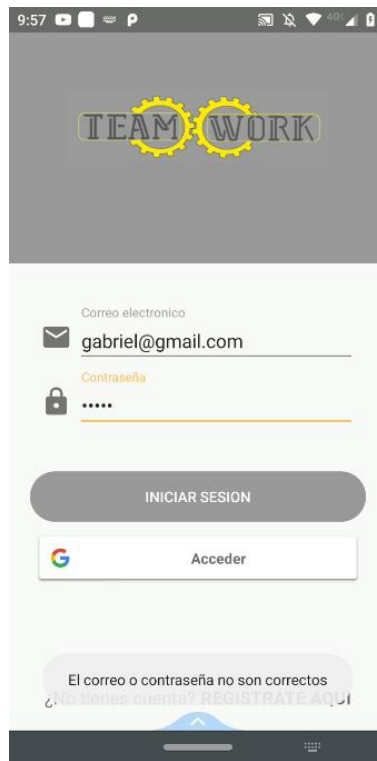 9:57
TEAM WORK
Correo electronico
gabriel@gmail.com
Contraseña
•••••
INICIAR SESION
G Acceder
El correo o contraseña no son correctos
¿No tienes cuenta? REGISTRATE AQUI